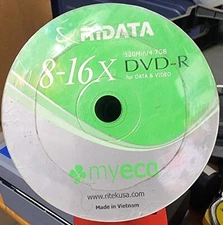 RIDATA
120Min/4.7GB
8-16X DVD-R
for DATA & VIDEO
myeco
www.ritekusa.com
Made in Vietnam